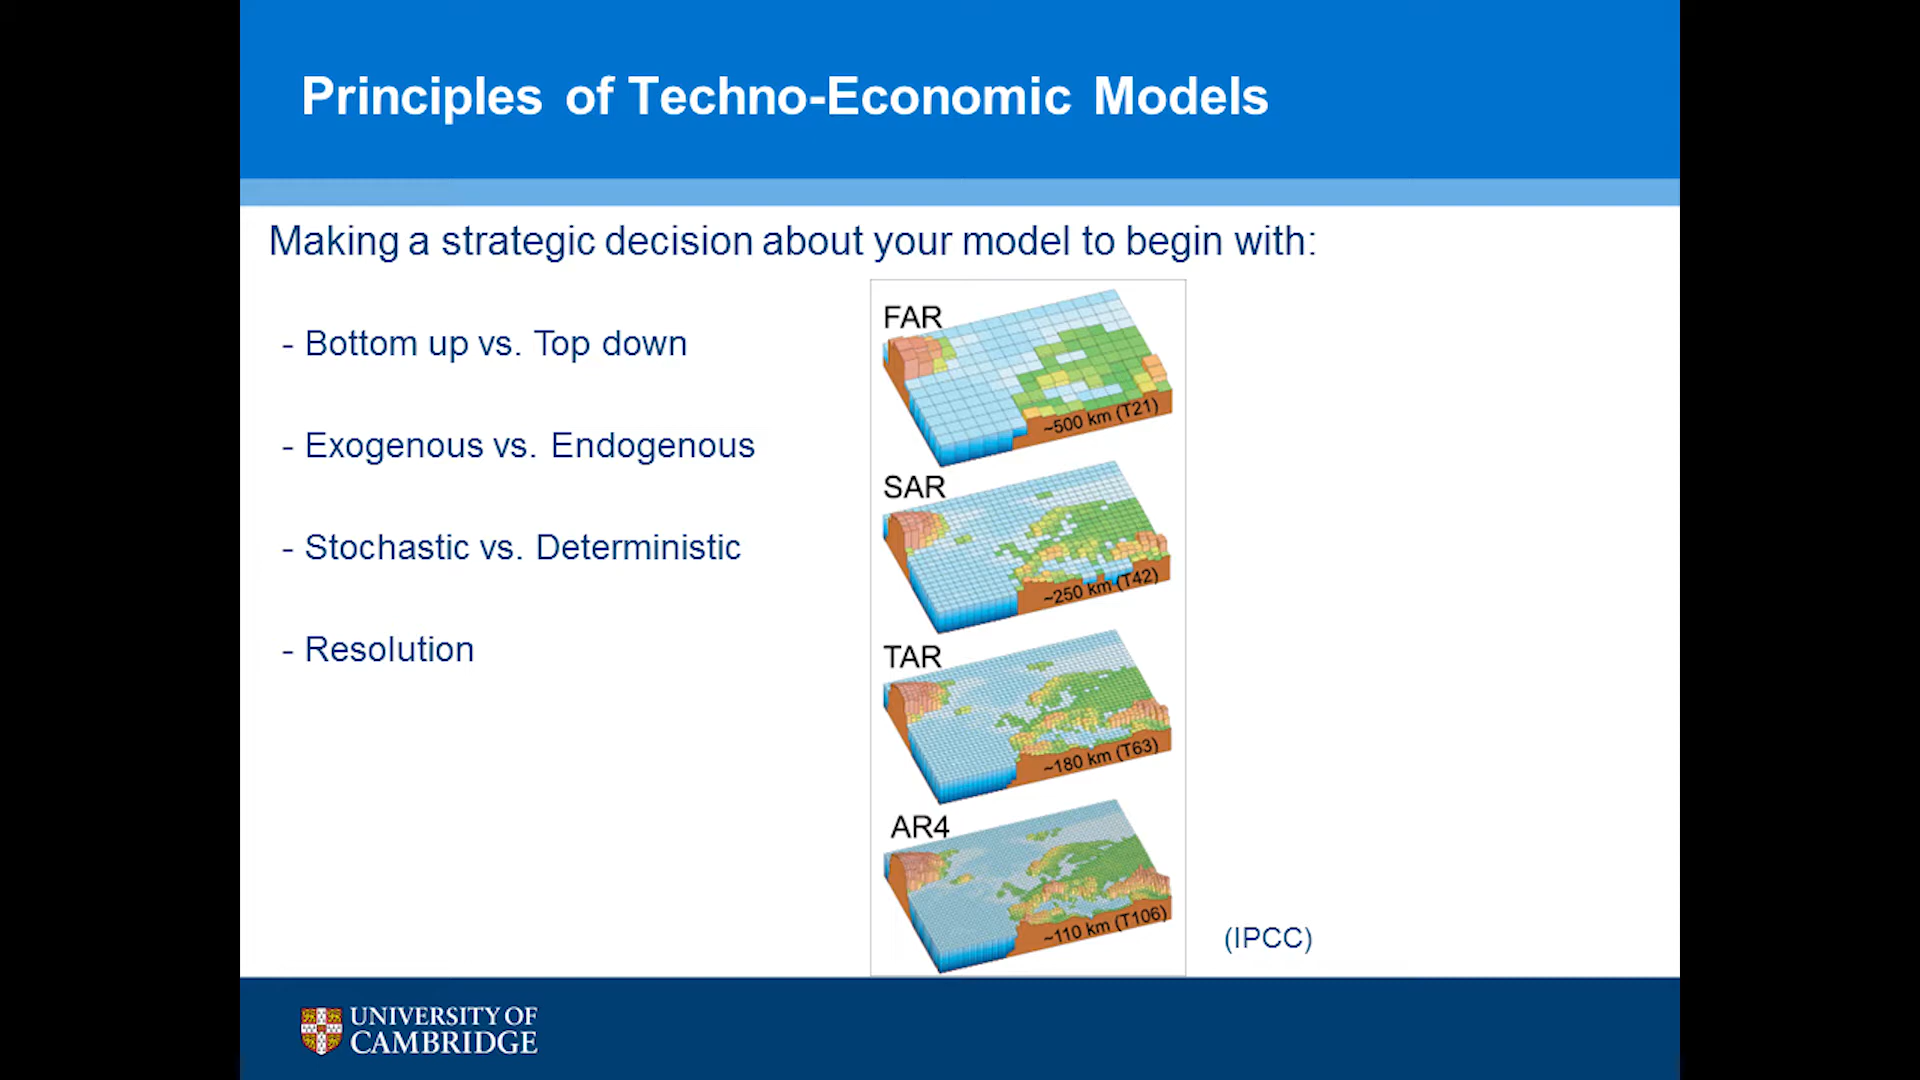 Principles of Techno-Economic Models
Making a strategic decision about your model to begin with:
- Bottom up vs. Top down
- Exogenous vs. Endogenous
- Stochastic vs. Deterministic
- Resolution
FAR
~500 km (T21)
SAR
~250 km (T42)
TAR
~180 km (T63)
AR4
~110 km (T106)
(IPCC)
UNIVERSITY OF
CAMBRIDGE